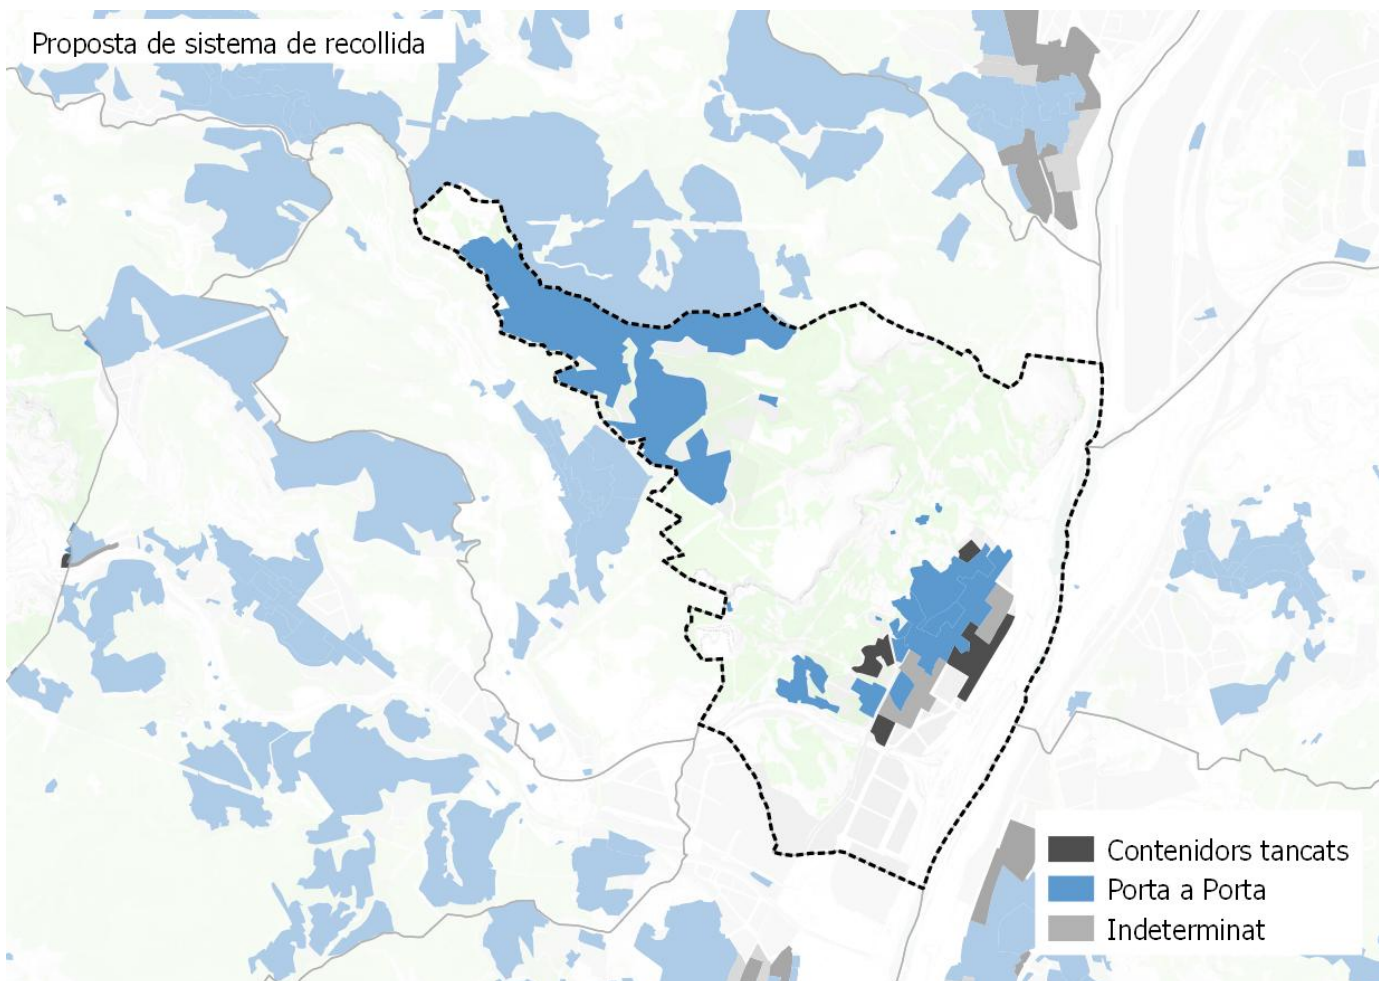 Proposta de sistema de recollida
Contenidors tancats
Porta a Porta
Indeterminat